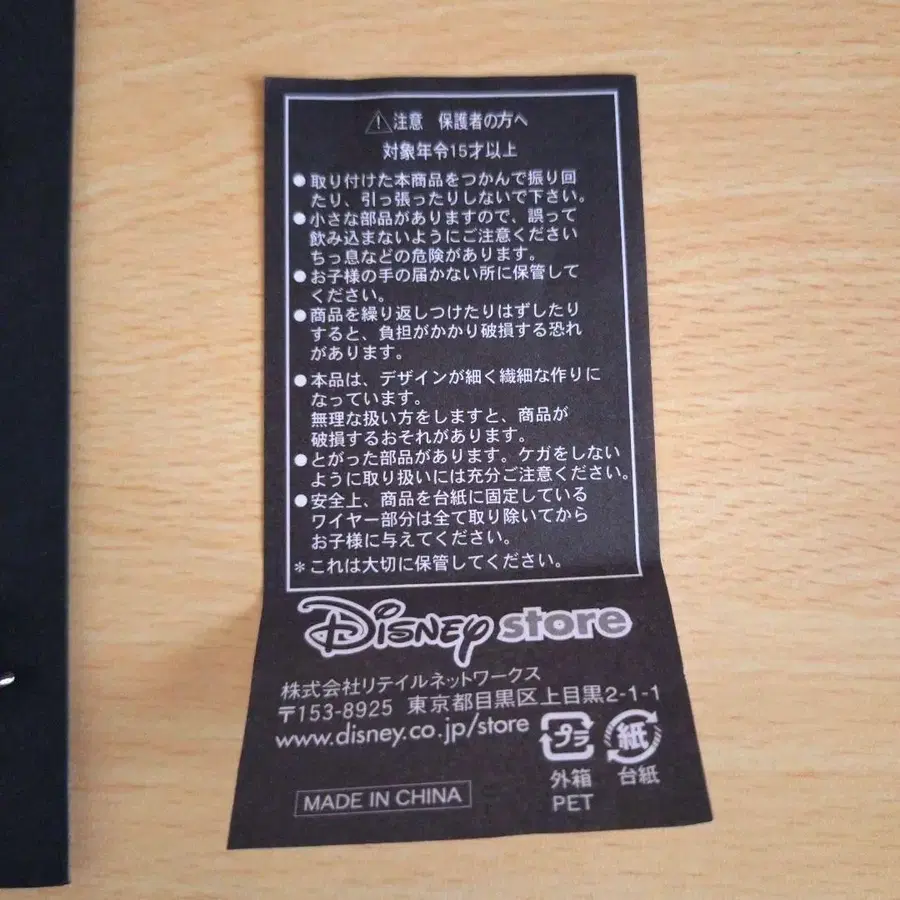 ⚠注意 保護者の方へ
対象年令15才以上
●取り付けた本商品をつかんで振り回
たり、引っ張ったりしないで下さい。
●小さな部品がありますので、誤って
飲み込まないようにご注意ください
ちっ息などの危険があります。
●お子様の手の届かない所に保管して
ください。
●商品を繰り返しつけたりはずしたり
すると、負担がかかり破損する恐れ
があります。
●本品は、デザインが細く繊細な作りに
なっています。
無理な扱い方をしますと、商品が
破損するおそれがあります。
●とがった部品があります。ケガをしない
ように取り扱いには充分ご注意ください。
●安全上、商品を台紙に固定している
ワイヤー部分は全て取り除いてから
お子様に与えてください。
*これは大切に保管してください。
Disney store
株式会社リテイルネットワークス
〒153-8925 東京都目黒区上目黒2-1-1
www.disney.co.jp/store
プラ 紙
外箱 台紙
PET
MADE IN CHINA